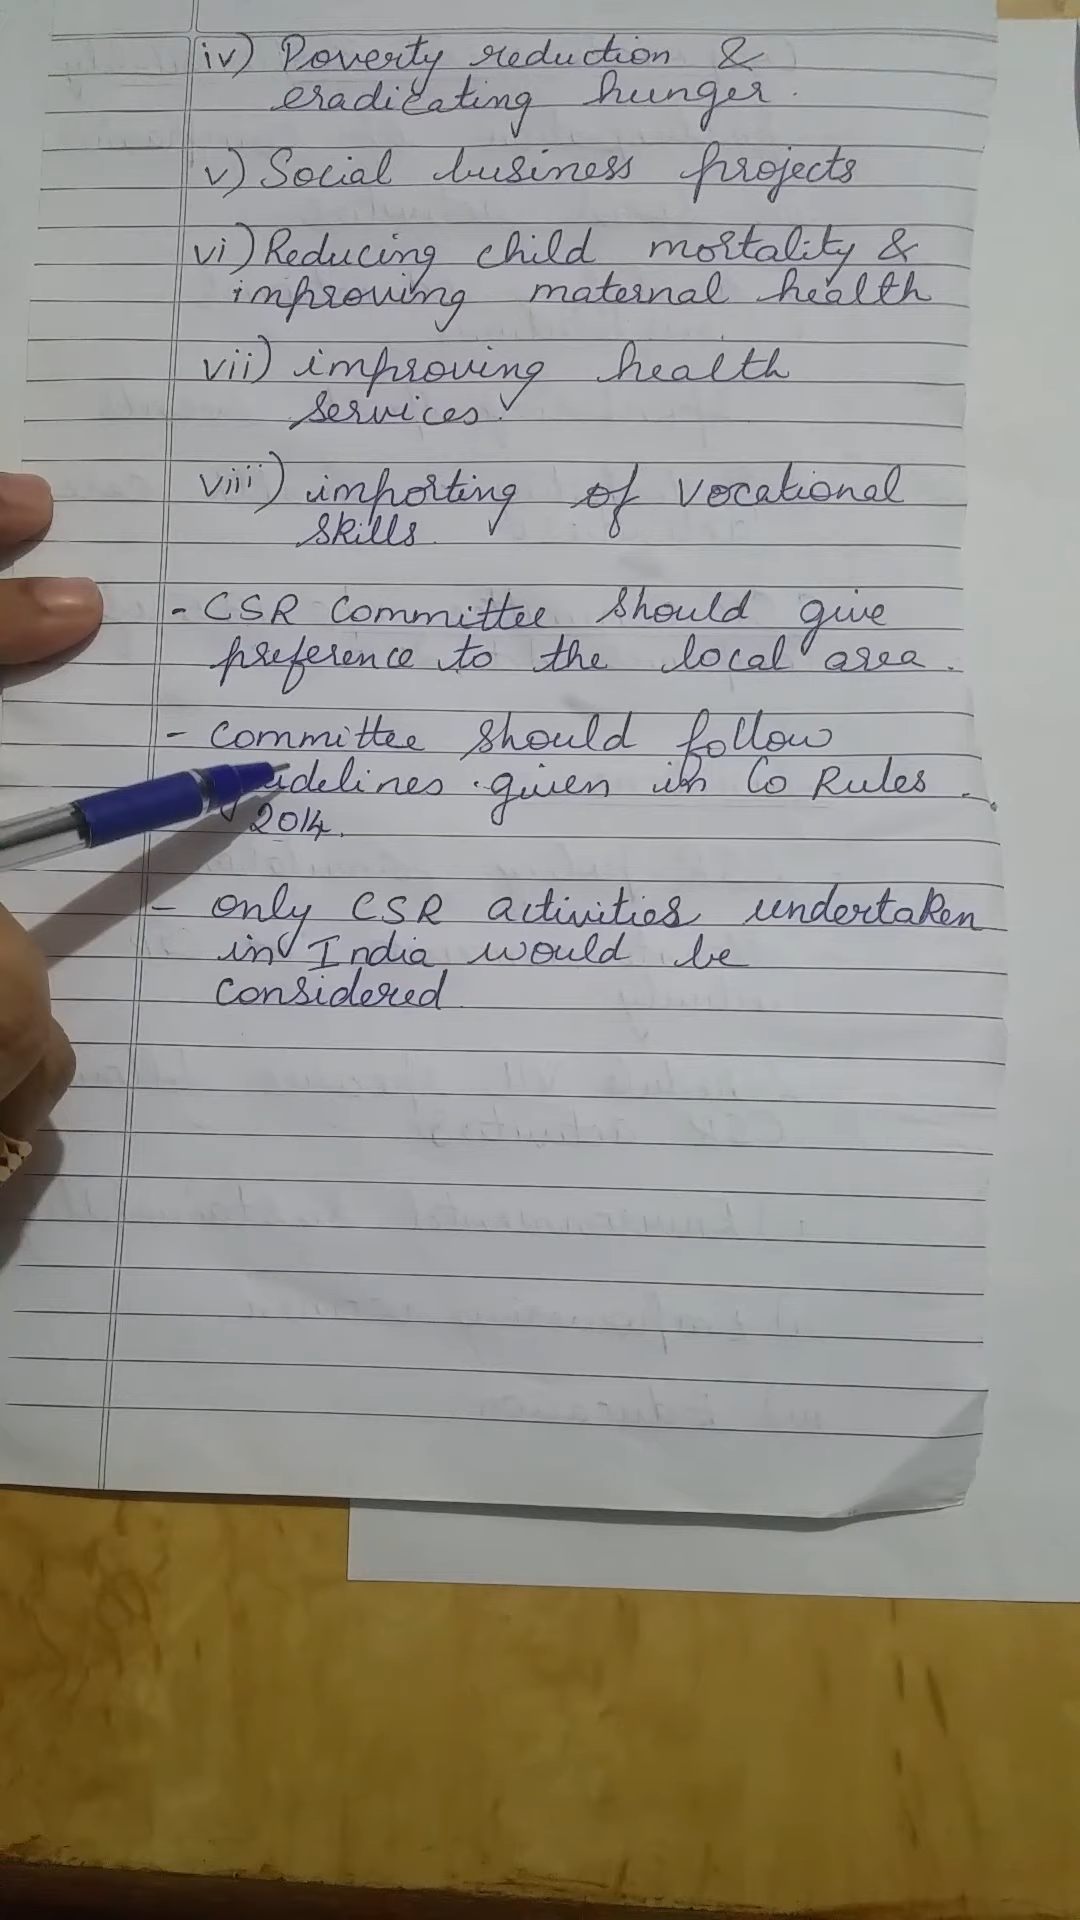 iv) Poverty reduction &
eradicating hunger.
v) Social business projects
vi) Reducing child mortality &
improving maternal health
vii) improving health
services.
viii) importing of vocational
skills.
- CSR Committee should give
preference to the local area.
- Committee should follow
given in Co Rules.
2014.
- only CSR activities undertaken
in India would be
considered